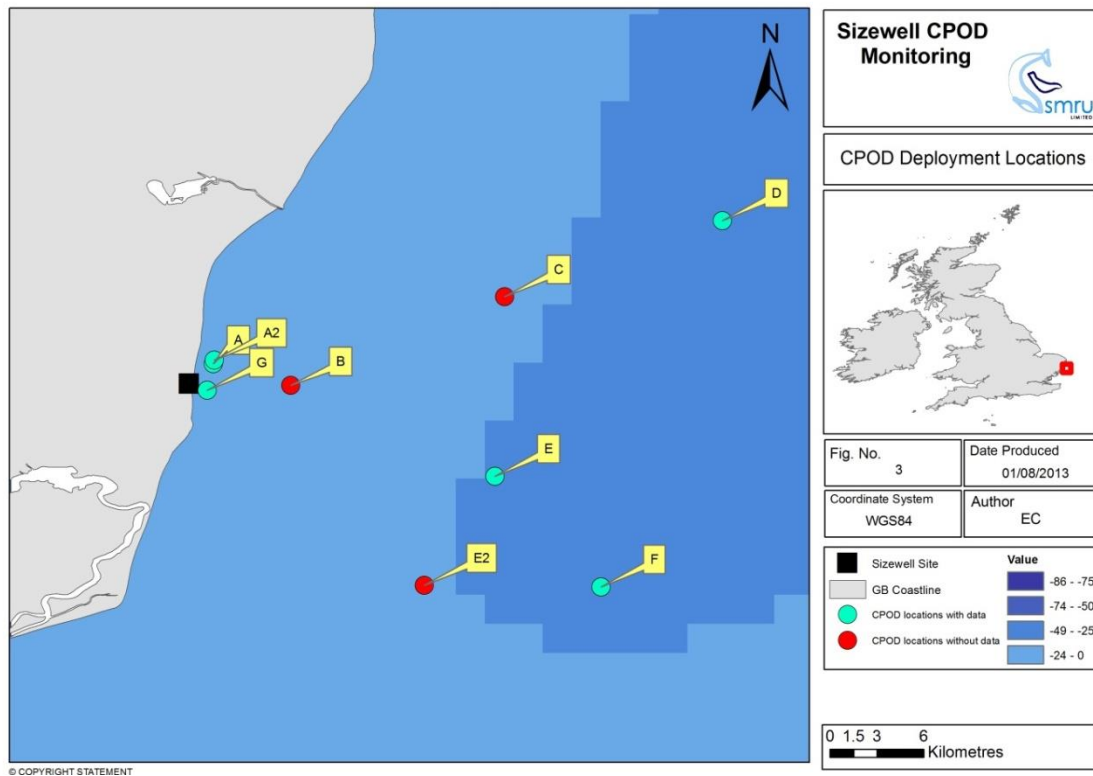 Sizewell CPOD
Monitoring
smru
LIMITED
CPOD Deployment Locations
N
D
C
A
A2
G
B
E
E2
F
Fig. No.
3
Date Produced
01/08/2013
Coordinate System
WGS84
Author
EC
Sizewell Site
GB Coastline
CPOD locations with data
CPOD locations without data
Value
-86 - -75
-74 - -50
-49 - -25
-24 - 0
0 1.5 3 6
Kilometres
© COPYRIGHT STATEMENT